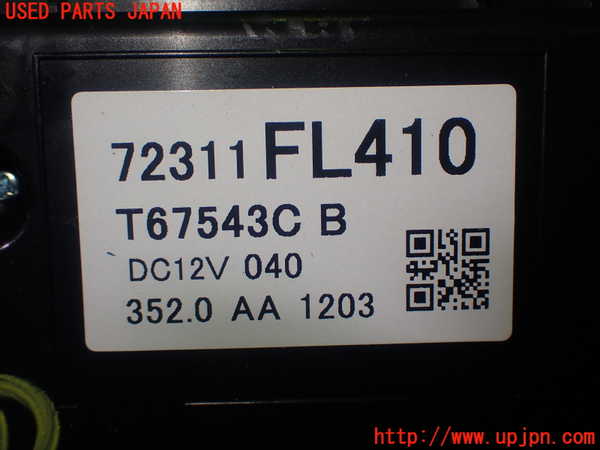 USED PARTS JAPAN
72311 FL410
T67543C B
DC12V 040
352.0 AA 1203
http://www.upjpn.com/